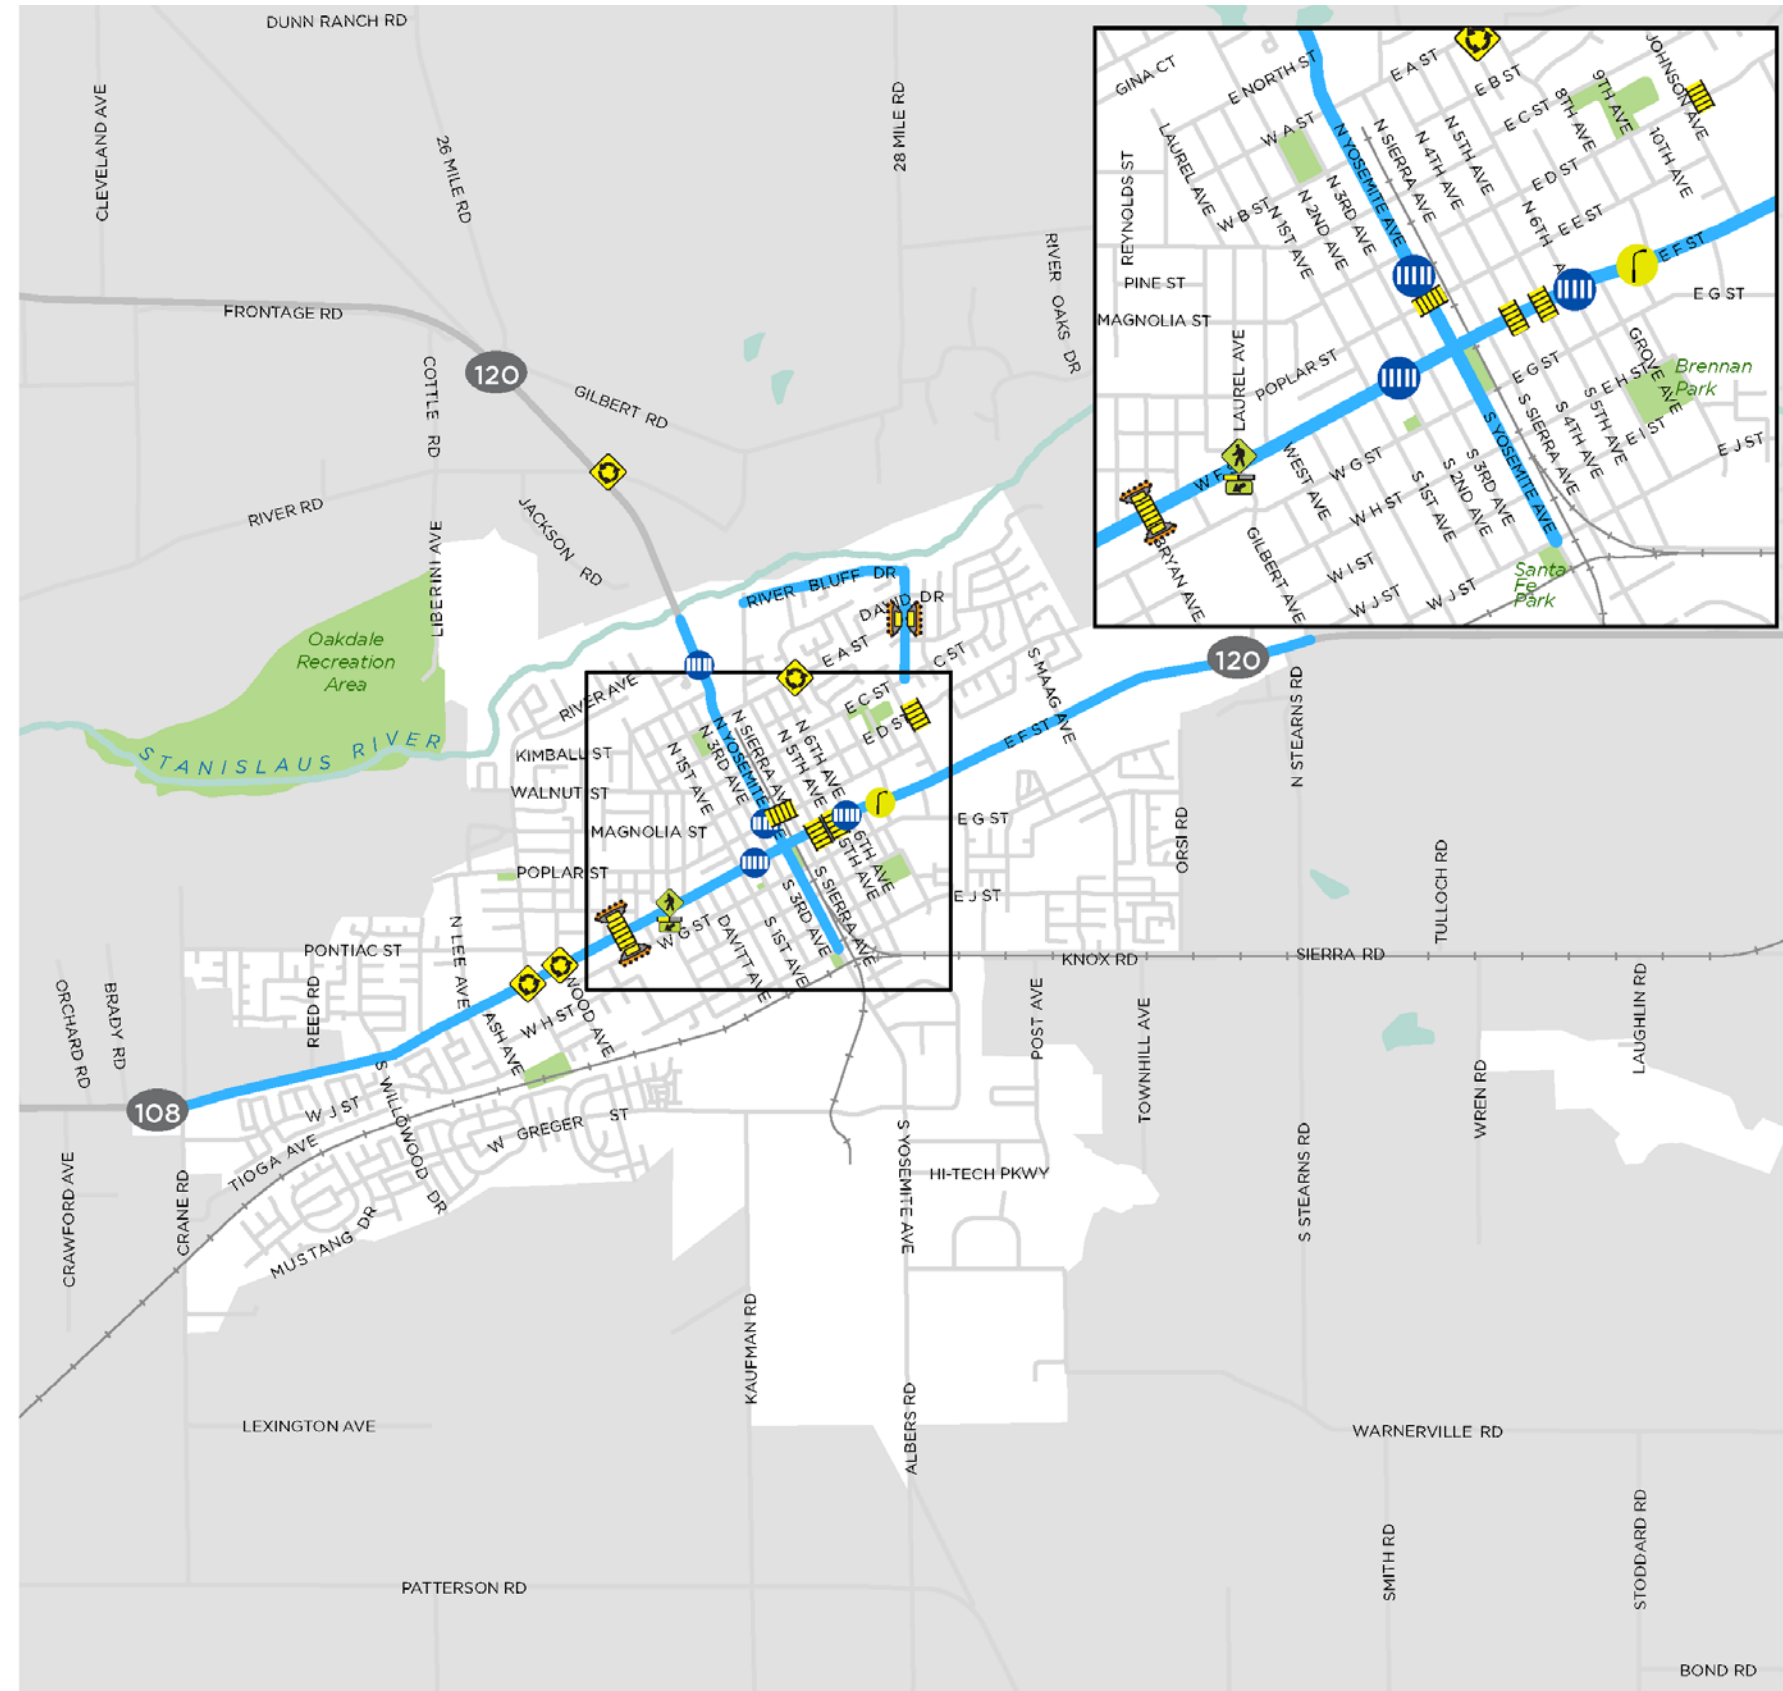 DUNN RANCH RD
CLEVELAND AVE
26 MILE RD
28 MILE RD
RIVER OAKS DR
FRONTAGE RD
120
COTTLE RD
GILBERT RD
RIVER RD
JACKSON RD
LIBERINI AVE
Oakdale
Recreation
Area
STANISLAUS RIVER
RIVER BLUFF DR
DAVID DR
E A ST
C ST
S MAAG AVE
RIVER AVE
E C ST
E D ST
KIMBALL ST
WALNUT ST
MAGNOLIA ST
POPLAR ST
N 1ST AVE
N 3RD AVE
N YOSEMITE AVE
N SIERRA AVE
N 5TH AVE
N 6TH AVE
E F ST
E G ST
E J ST
5TH AVE
6TH AVE
S SIERRA AVE
S 3RD AVE
S 1ST AVE
DAVITT AVE
W G ST
120
N STEARNS RD
ORSI RD
TULLOCH RD
PONTIAC ST
N LEE AVE
REED RD
ORCHARD RD
BRADY RD
ASH AVE
W H ST
WOOD AVE
KNOX RD
SIERRA RD
POST AVE
TOWNHILL AVE
WREN RD
LAUGHLIN RD
108
W J ST
S WILLOWOOD DR
W GREGER ST
TIOGA AVE
MUSTANG DR
CRAWFORD AVE
CRANE RD
S YOSEMITE AVE
HI-TECH PKWY
S STEARNS RD
KAUFMAN RD
ALBERS RD
LEXINGTON AVE
WARNERVILLE RD
PATTERSON RD
SMITH RD
STODDARD RD
BOND RD
GINA CT
E NORTH ST
E A ST
E B ST
E C ST
JOHNSON AVE
9TH AVE
8TH AVE
10TH AVE
W A ST
LAUREL AVE
REYNOLDS ST
W B ST
N 1ST AVE
N 2ND AVE
N 3RD AVE
N YOSEMITE AVE
N SIERRA AVE
N 4TH AVE
N 5TH AVE
E D ST
N 6TH A
E E ST
E F ST
PINE ST
MAGNOLIA ST
E G ST
LAUREL AVE
POPLAR ST
E G ST
GROVE AVE
Brennan
Park
E H ST
E I ST
E J ST
S YOSEMITE AVE
S SIERRA AVE
S 4TH AVE
S 5TH AVE
W F S
WEST AVE
W G ST
W H ST
S 1ST AVE
S 2ND AVE
S 3RD AVE
BRYAN AVE
GILBERT AVE
W I ST
W J ST
W J ST
Santa
Fe
Park